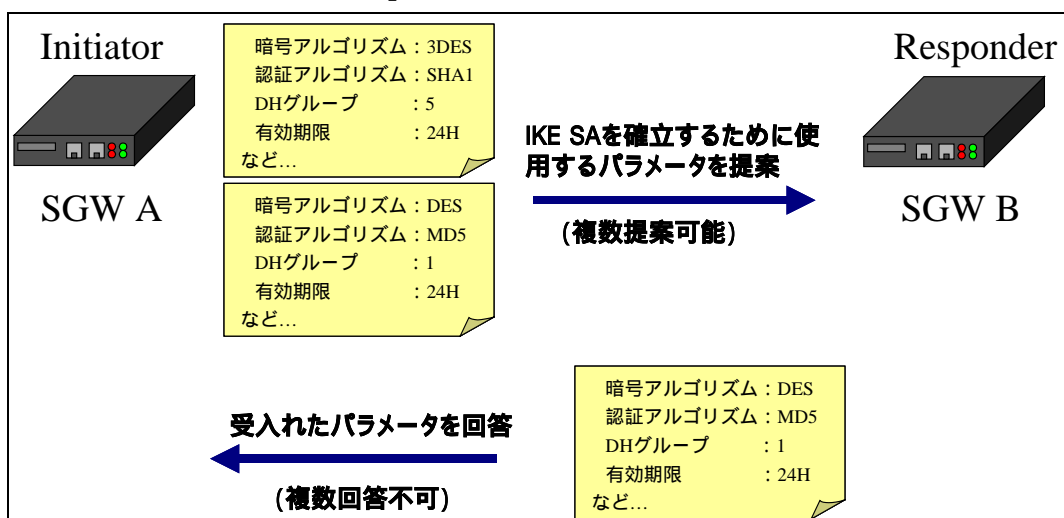 Initiator
SGW A
暗号アルゴリズム：3DES
認証アルゴリズム：SHA1
DHグループ　　：5
有効期限　　　：24H
など…
暗号アルゴリズム：DES
認証アルゴリズム：MD5
DHグループ　　：1
有効期限　　　：24H
など…
IKE SAを確立するために使
用するパラメータを提案
(複数提案可能)
Responder
SGW B
受入れたパラメータを回答
(複数回答不可)
暗号アルゴリズム：DES
認証アルゴリズム：MD5
DHグループ　　：1
有効期限　　　：24H
など…